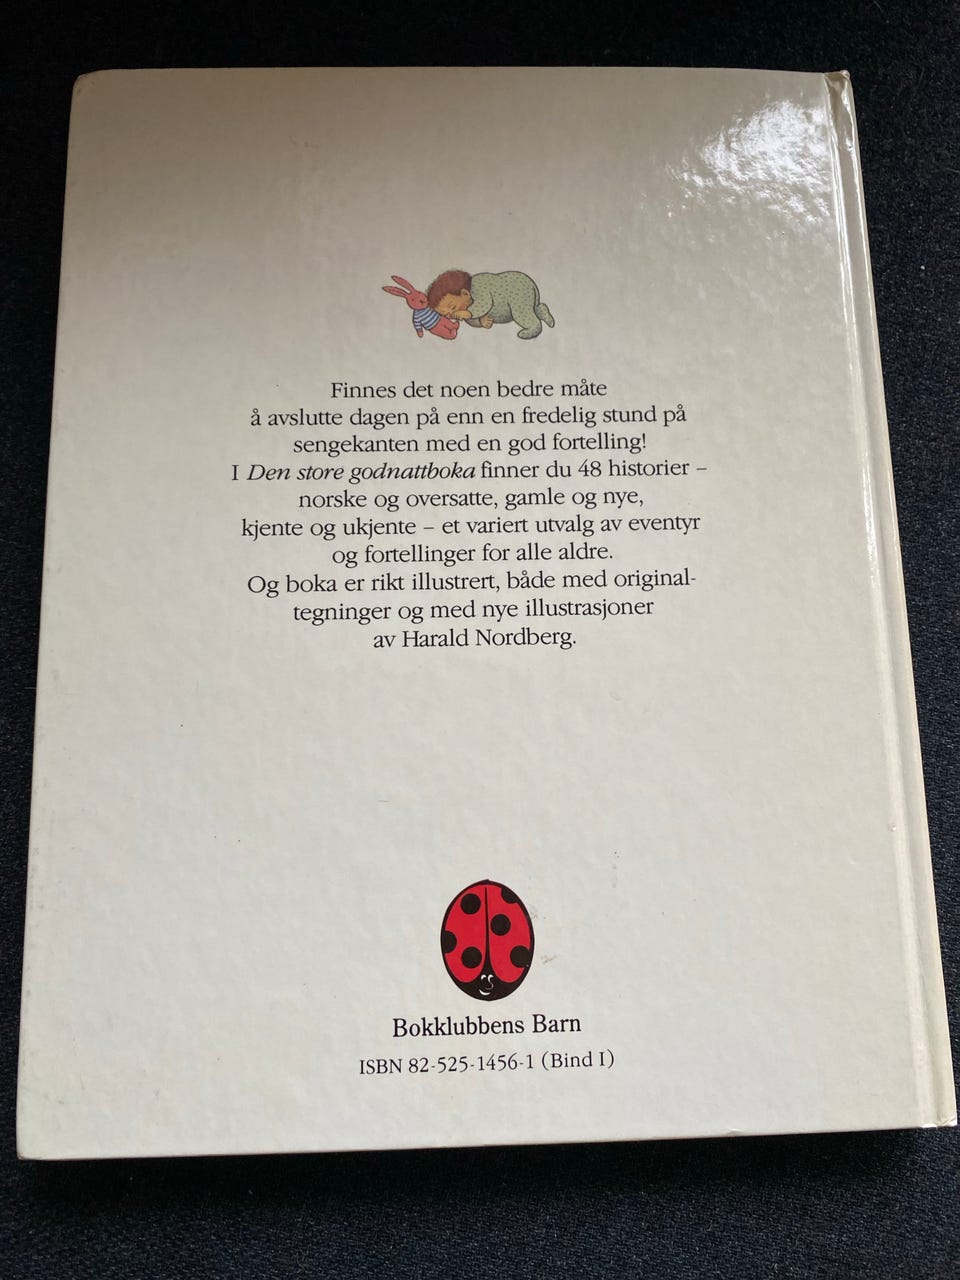 Finnes det noen bedre måte
å avslutte dagen på enn en fredelig stund på
sengekanten med en god fortelling!
I Den store godnattboka finner du 48 historier –
norske og oversatte, gamle og nye,
kjente og ukjente – et variert utvalg av eventyr
og fortellinger for alle aldre.
Og boka er rikt illustrert, både med original-
tegninger og med nye illustrasjoner
av Harald Nordberg.
Bokklubbens Barn
ISBN 82-525-1456-1 (Bind I)